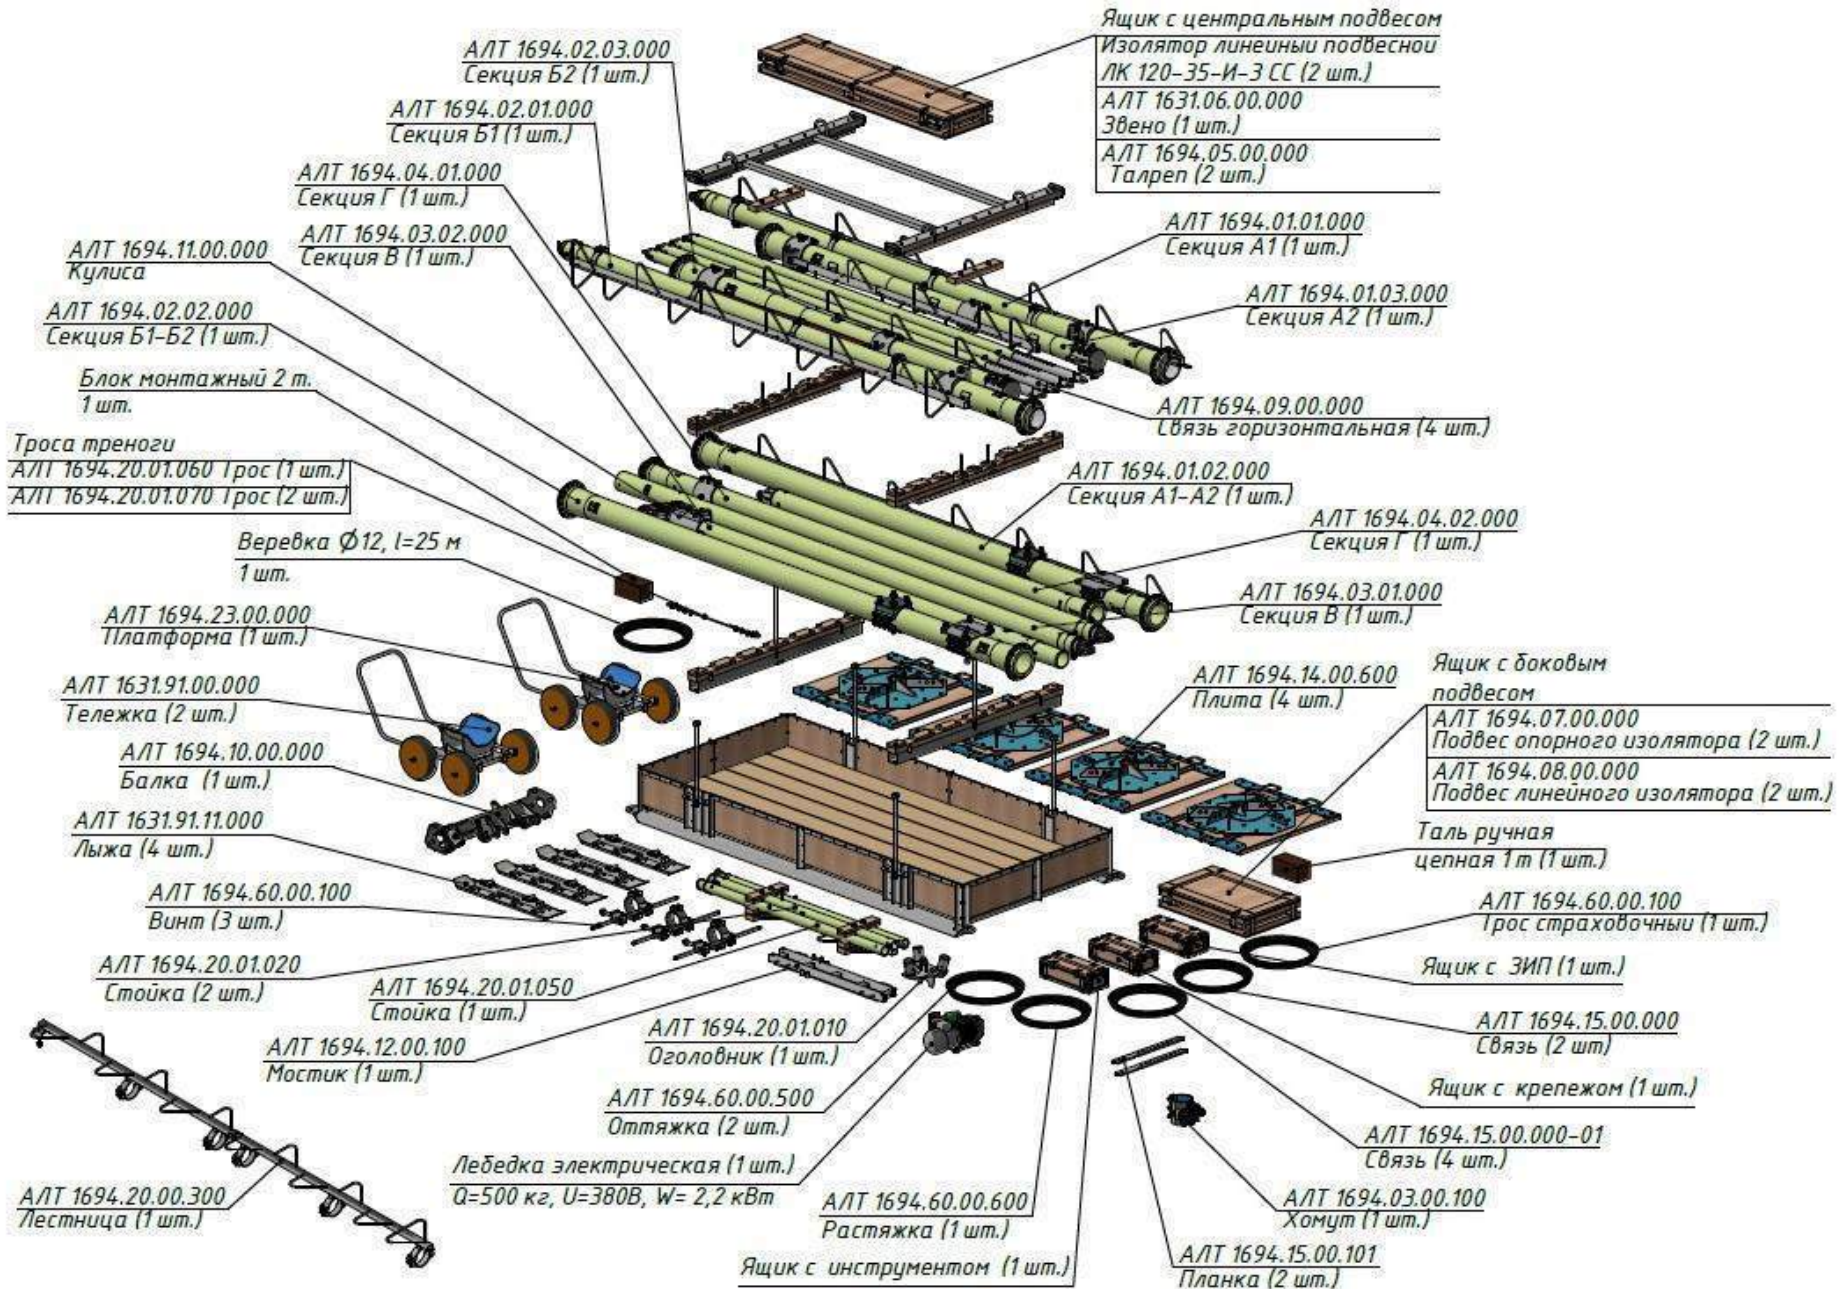 Ящик с центральным подвесом
Изолятор линейный подвесной
ЛК 120-35-И-3 СС (2 шт.)
АЛТ 1631.06.00.000
Звено (1 шт.)
АЛТ 1694.05.00.000
Талреп (2 шт.)
АЛТ 1694.02.03.000
Секция Б2 (1 шт.)
АЛТ 1694.02.01.000
Секция Б1 (1 шт.)
АЛТ 1694.04.01.000
Секция Г (1 шт.)
АЛТ 1694.03.02.000
Секция В (1 шт.)
АЛТ 1694.11.00.000
Кулиса
АЛТ 1694.02.02.000
Секция Б1-Б2 (1 шт.)
Блок монтажный 2 т.
1 шт.
Троса треноги
АЛТ 1694.20.01.060 Трос (1 шт.)
АЛТ 1694.20.01.070 Трос (2 шт.)
Веревка Ø12, l=25 м
1 шт.
АЛТ 1694.23.00.000
Платформа (1 шт.)
АЛТ 1631.91.00.000
Тележка (2 шт.)
АЛТ 1694.10.00.000
Балка (1 шт.)
АЛТ 1631.91.11.000
Лыжа (4 шт.)
АЛТ 1694.60.00.100
Винт (3 шт.)
АЛТ 1694.20.01.020
Стойка (2 шт.)
АЛТ 1694.20.01.050
Стойка (1 шт.)
АЛТ 1694.12.00.100
Мостик (1 шт.)
АЛТ 1694.20.00.300
Лестница (1 шт.)
АЛТ 1694.20.01.010
Оголовник (1 шт.)
АЛТ 1694.60.00.500
Оттяжка (2 шт.)
Лебедка электрическая (1 шт.)
Q=500 кг, U=380В, W= 2,2 кВт
АЛТ 1694.60.00.600
Растяжка (1 шт.)
Ящик с инструментом (1 шт.)
АЛТ 1694.01.01.000
Секция А1 (1 шт.)
АЛТ 1694.01.03.000
Секция А2 (1 шт.)
АЛТ 1694.09.00.000
Связь горизонтальная (4 шт.)
АЛТ 1694.01.02.000
Секция А1-А2 (1 шт.)
АЛТ 1694.04.02.000
Секция Г (1 шт.)
АЛТ 1694.03.01.000
Секция В (1 шт.)
АЛТ 1694.14.00.600
Плита (4 шт.)
Ящик с боковым
подвесом
АЛТ 1694.07.00.000
Подвес опорного изолятора (2 шт.)
АЛТ 1694.08.00.000
Подвес линейного изолятора (2 шт.)
Таль ручная
цепная 1 т (1 шт.)
АЛТ 1694.60.00.100
Трос страховочный (1 шт.)
Ящик с ЗИП (1 шт.)
АЛТ 1694.15.00.000
Связь (2 шт)
Ящик с крепежом (1 шт.)
АЛТ 1694.15.00.000-01
Связь (4 шт.)
АЛТ 1694.03.00.100
Хомут (1 шт.)
АЛТ 1694.15.00.101
Планка (2 шт.)